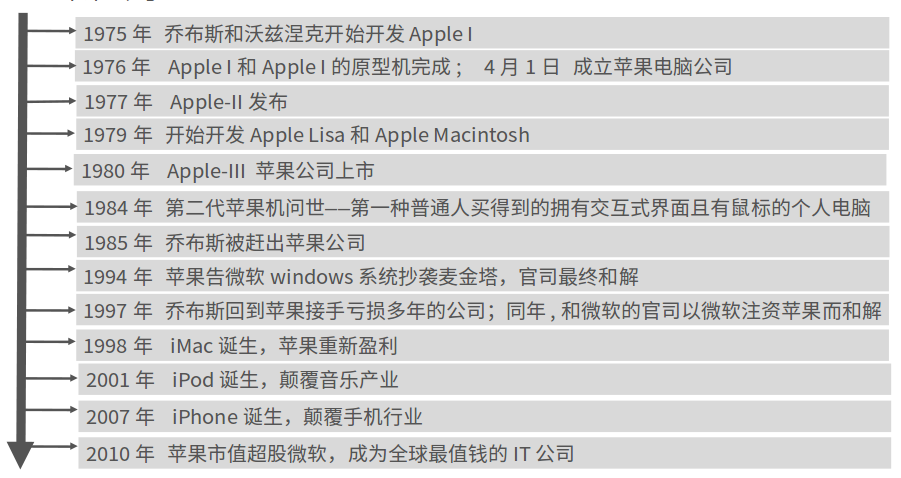 1975 年 乔布斯和沃兹涅克开始开发 Apple I
1976 年 Apple I 和 Apple I 的原型机完成； 4 月 1 日 成立苹果电脑公司
1977 年 Apple-II 发布
1979 年 开始开发 Apple Lisa 和 Apple Macintosh
1980 年 Apple-III 苹果公司上市
1984 年 第二代苹果机问世——第一种普通人买得到的拥有交互式界面且有鼠标的个人电脑
1985 年 乔布斯被赶出苹果公司
1994 年 苹果告微软 windows 系统抄袭麦金塔，官司最终和解
1997 年 乔布斯回到苹果接手亏损多年的公司；同年 , 和微软的官司以微软注资苹果而和解
1998 年 iMac 诞生，苹果重新盈利
2001 年 iPod 诞生，颠覆音乐产业
2007 年 iPhone 诞生，颠覆手机行业
2010 年 苹果市值超股微软，成为全球最值钱的 IT 公司